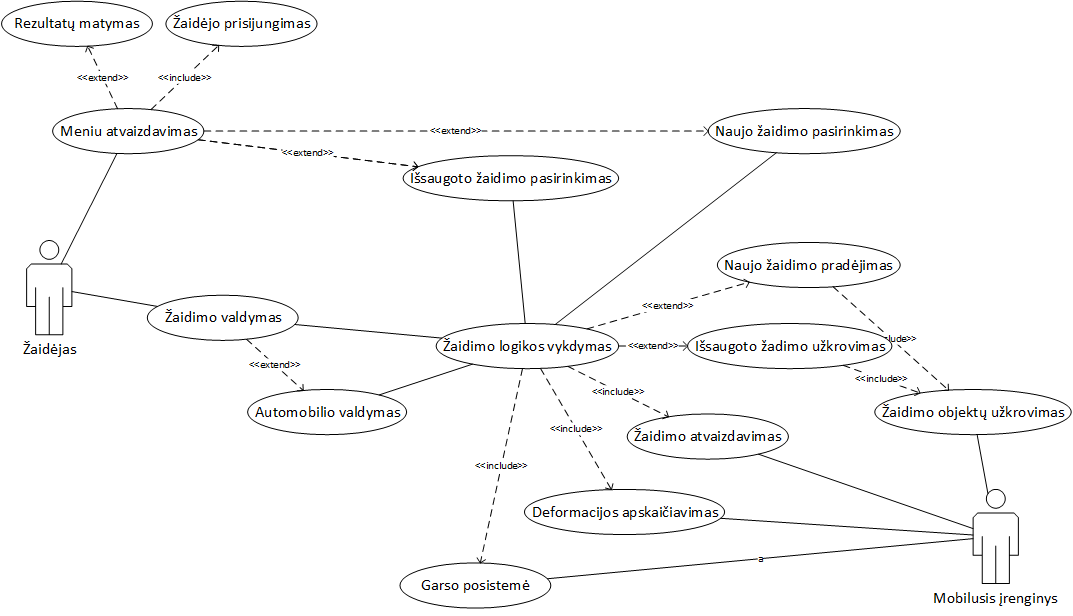 Rezultatų matymas
Žaidėjo prisijungimas
<<extend>>
<<include>>
Meniu atvaizdavimas
<<extend>>
Naujo žaidimo pasirinkimas
<<extend>>
Išsaugoto žaidimo pasirinkimas
Naujo žaidimo pradėjimas
<<extend>>
Žaidimo valdymas
Žaidėjas
Žaidimo logikos vykdymas
<<extend>>
Išsaugoto žadimo užkrovimas
lude>>
<<extend>>
<<include>>
<<include>>
Automobilio valdymas
Žaidimo objektų užkrovimas
<<include>>
Žaidimo atvaizdavimas
<<include>>
Deformacijos apskaičiavimas
a
Garso posistemė
Mobilusis įrenginys